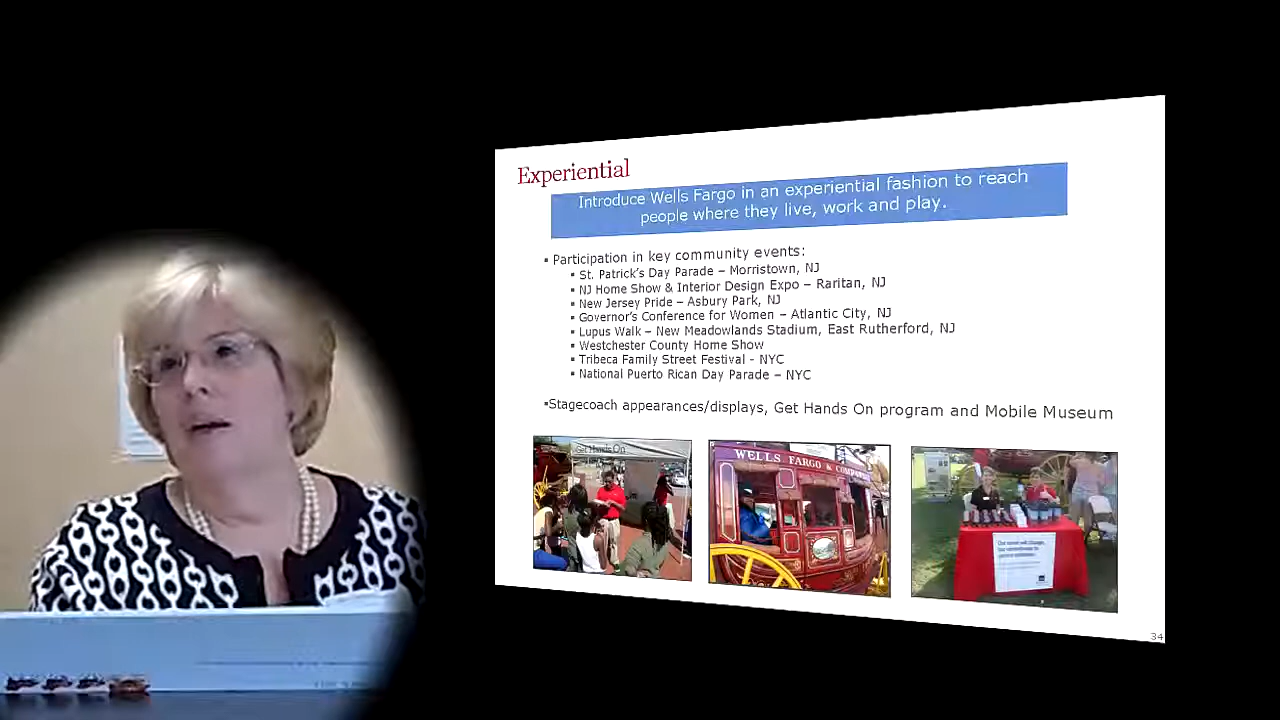 Experiential
Introduce Wells Fargo in an experiential fashion to reach
people where they live, work and play.
▪ Participation in key community events:
▪ St. Patrick's Day Parade – Morristown, NJ
▪ NJ Home Show & Interior Design Expo – Raritan, NJ
▪ New Jersey Pride – Asbury Park, NJ
▪ Governor's Conference for Women – Atlantic City, NJ
▪ Lupus Walk – New Meadowlands Stadium, East Rutherford, NJ
▪ Westchester County Home Show
▪ Tribeca Family Street Festival - NYC
▪ National Puerto Rican Day Parade – NYC
▪Stagecoach appearances/displays, Get Hands On program and Mobile Museum
Get Hands On
WELLS FARGO & COMPANY
34